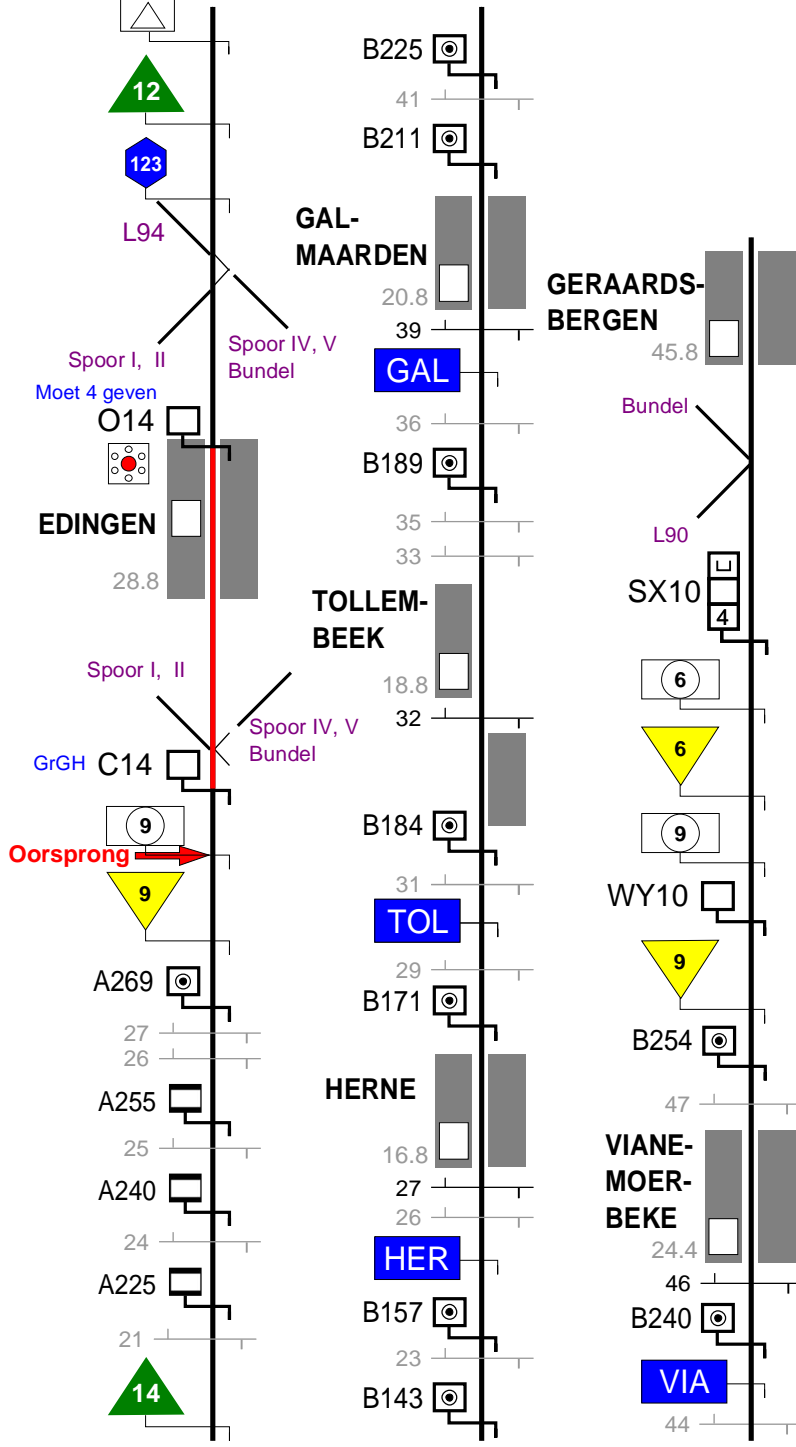 12
123
L94
Spoor I, II
Spoor IV, V
Bundel
Moet 4 geven
O14
EDINGEN
28.8
Spoor I, II
Spoor IV, V
Bundel
GrGH C14
9
Oorsprong
9
A269
27
26
A255
25
A240
24
A225
21
14
B225
41
B211
GAL-
MAARDEN
20.8
39
GAL
36
B189
35
33
TOLLEM-
BEEK
18.8
32
B184
31
TOL
29
B171
HERNE
16.8
27
26
HER
B157
23
B143
GERAARDS-
BERGEN
45.8
Bundel
L90
SX10
4
6
6
9
WY10
9
B254
47
VIANE-
MOER-
BEKE
24.4
46
B240
VIA
44